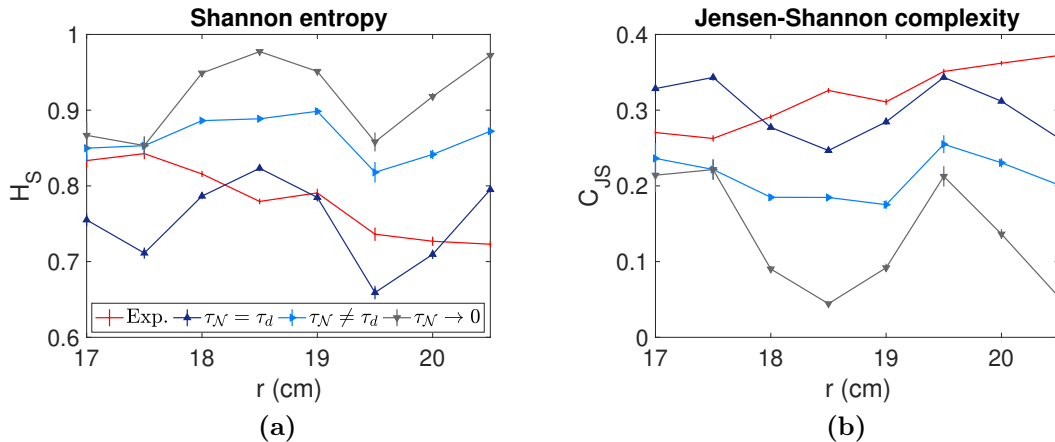 Shannon entropy
1
0.9
0.8
0.7
0.6
H_S
Exp. τ_𝒩 = τ_d τ_𝒩 ≠ τ_d τ_𝒩 → 0
17 18 19 20
r (cm)
(a)
Jensen-Shannon complexity
0.4
0.3
0.2
0.1
0
C_JS
17 18 19 20
r (cm)
(b)